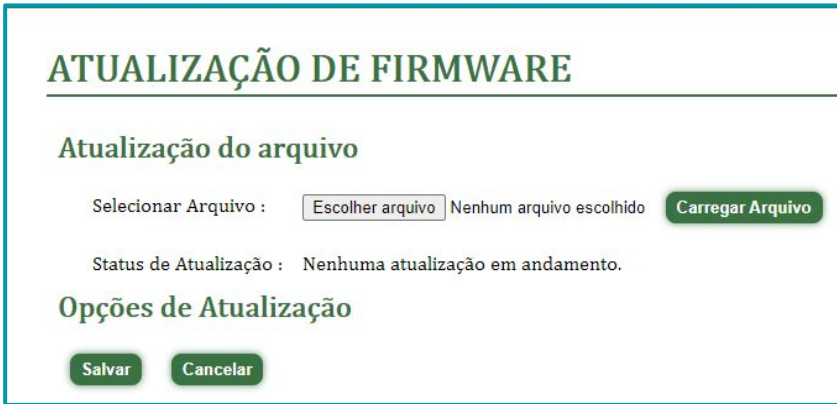 ATUALIZAÇÃO DE FIRMWARE
Atualização do arquivo
Selecionar Arquivo : Escolher arquivo Nenhum arquivo escolhido Carregar Arquivo
Status de Atualização : Nenhuma atualização em andamento.
Opções de Atualização
Salvar Cancelar